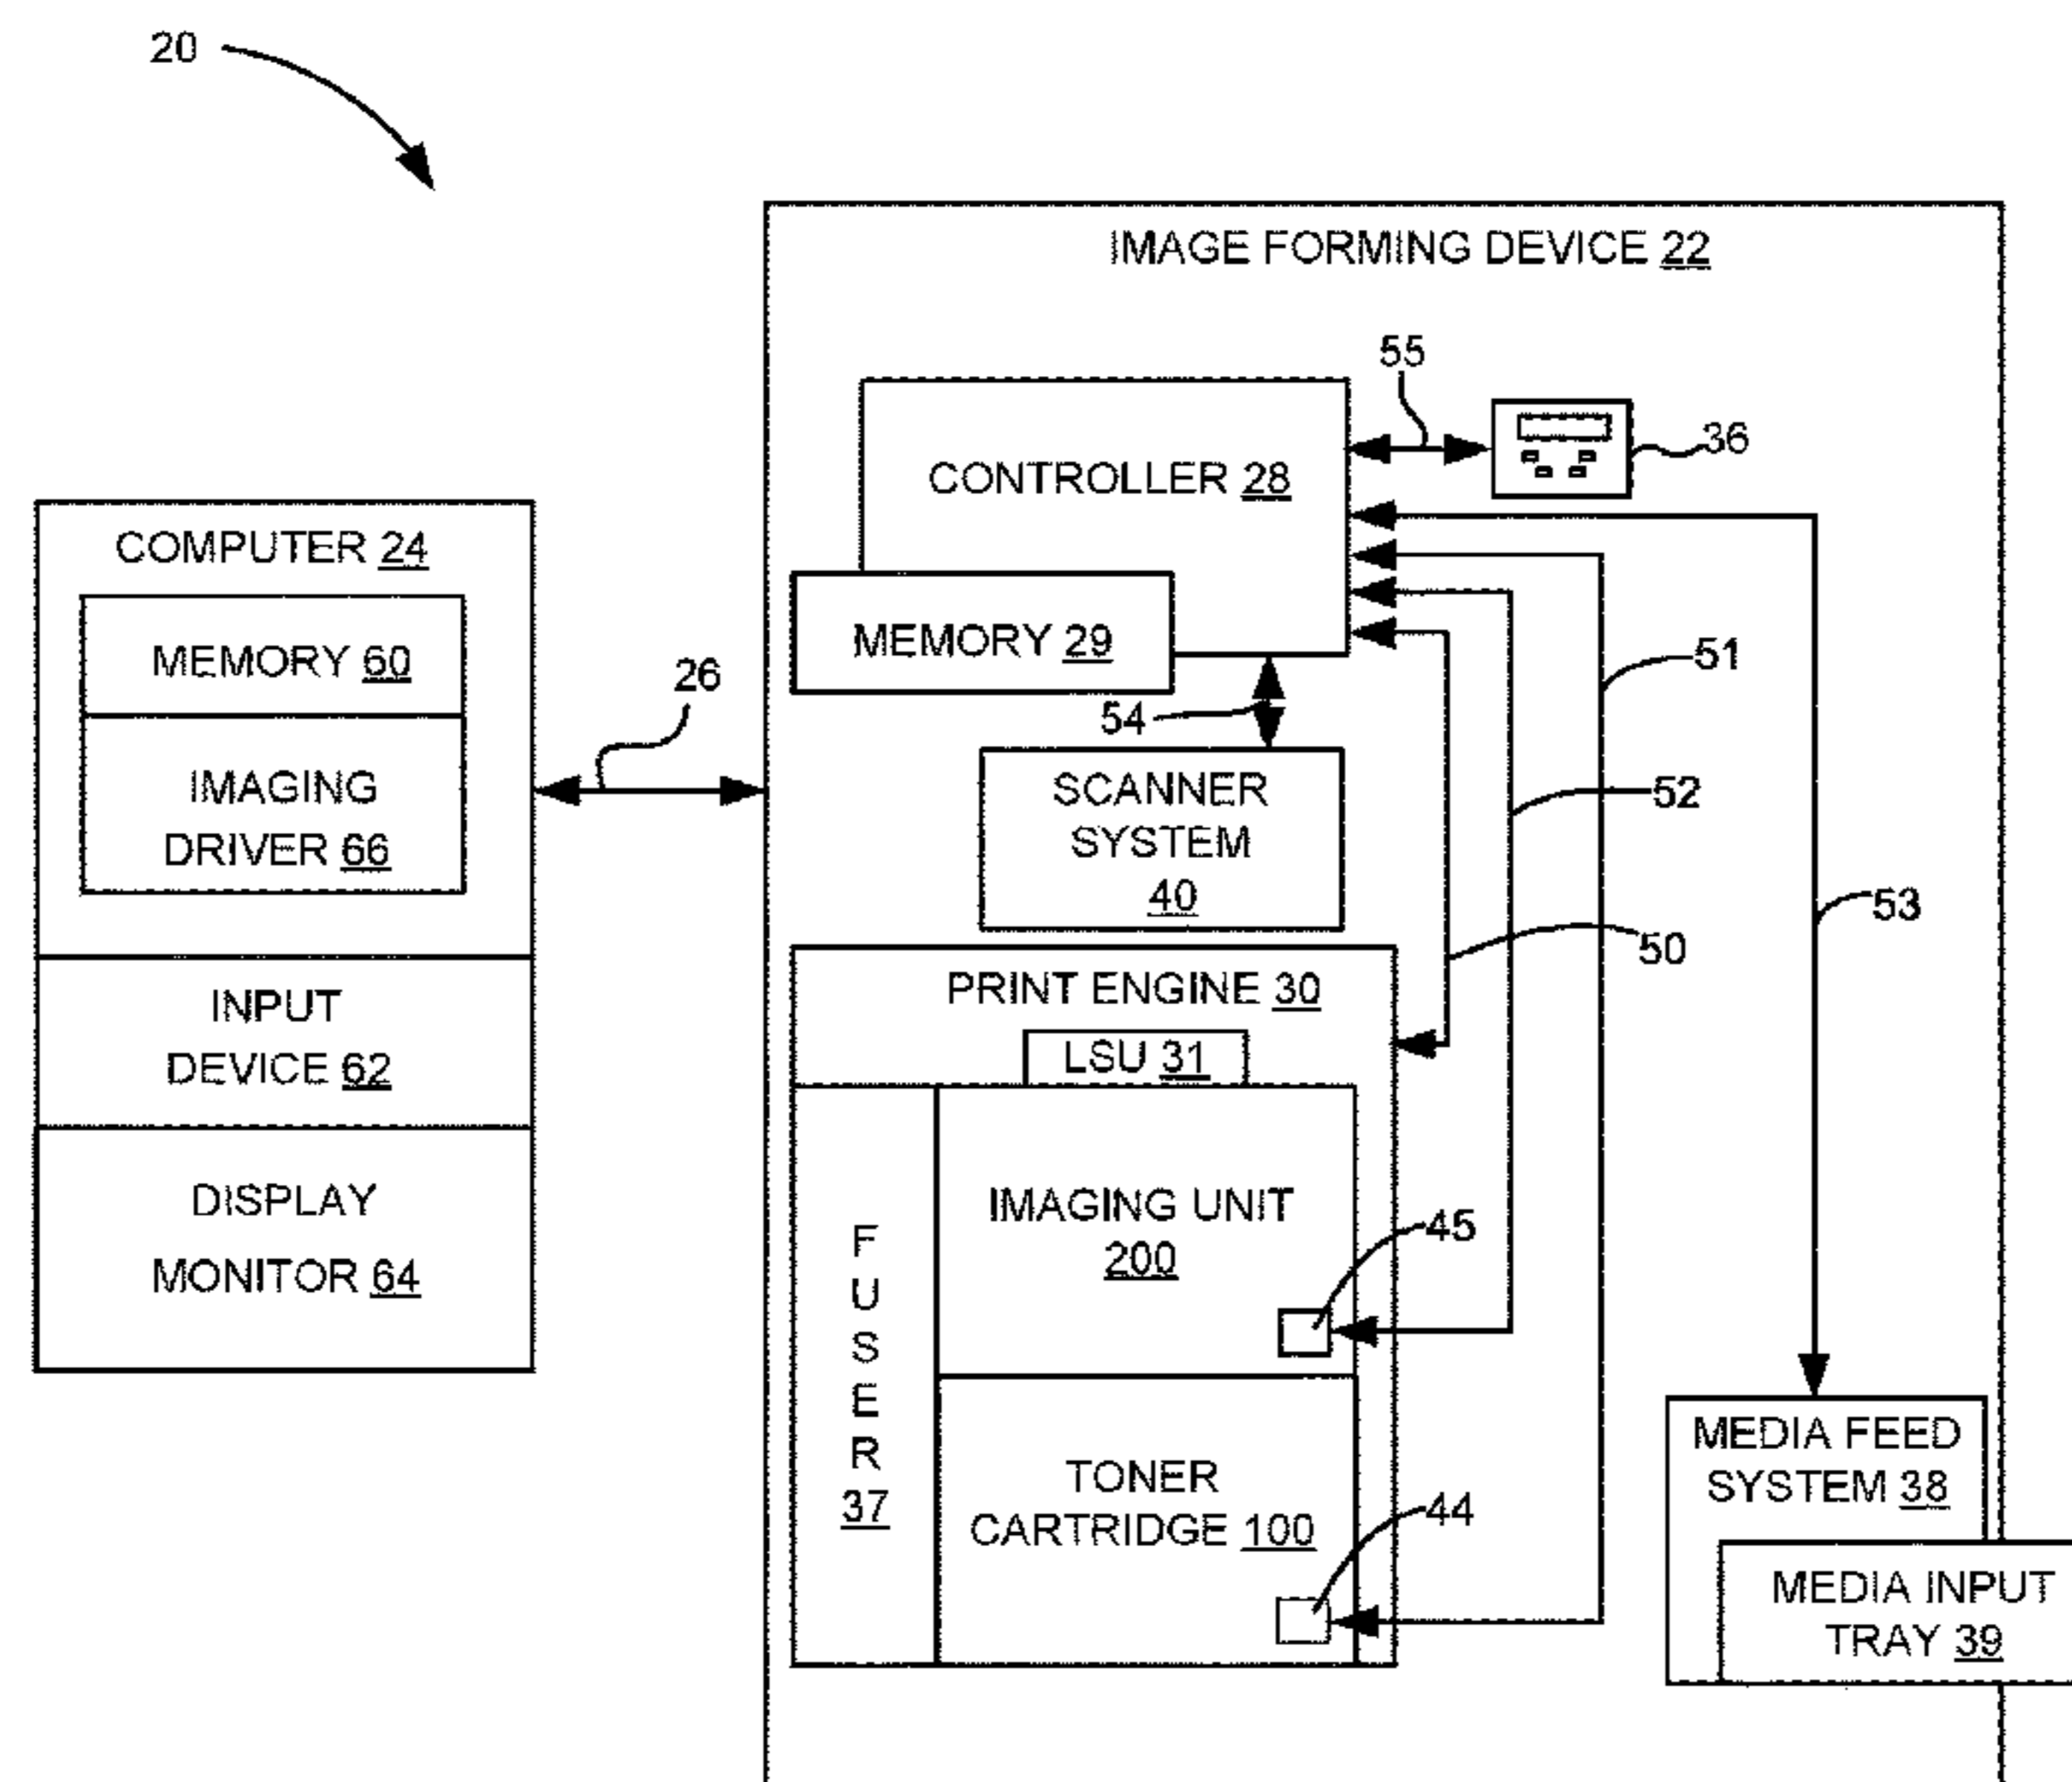 20
IMAGE FORMING DEVICE 22
55
36
CONTROLLER 28
MEMORY 29
54
SCANNER
SYSTEM
40
COMPUTER 24
MEMORY 60
IMAGING
DRIVER 66
INPUT
DEVICE 62
DISPLAY
MONITOR 64
26
51
52
53
50
PRINT ENGINE 30
LSU 31
FUSER
37
IMAGING UNIT
200
45
TONER
CARTRIDGE 100
44
MEDIA FEED
SYSTEM 38
MEDIA INPUT
TRAY 39